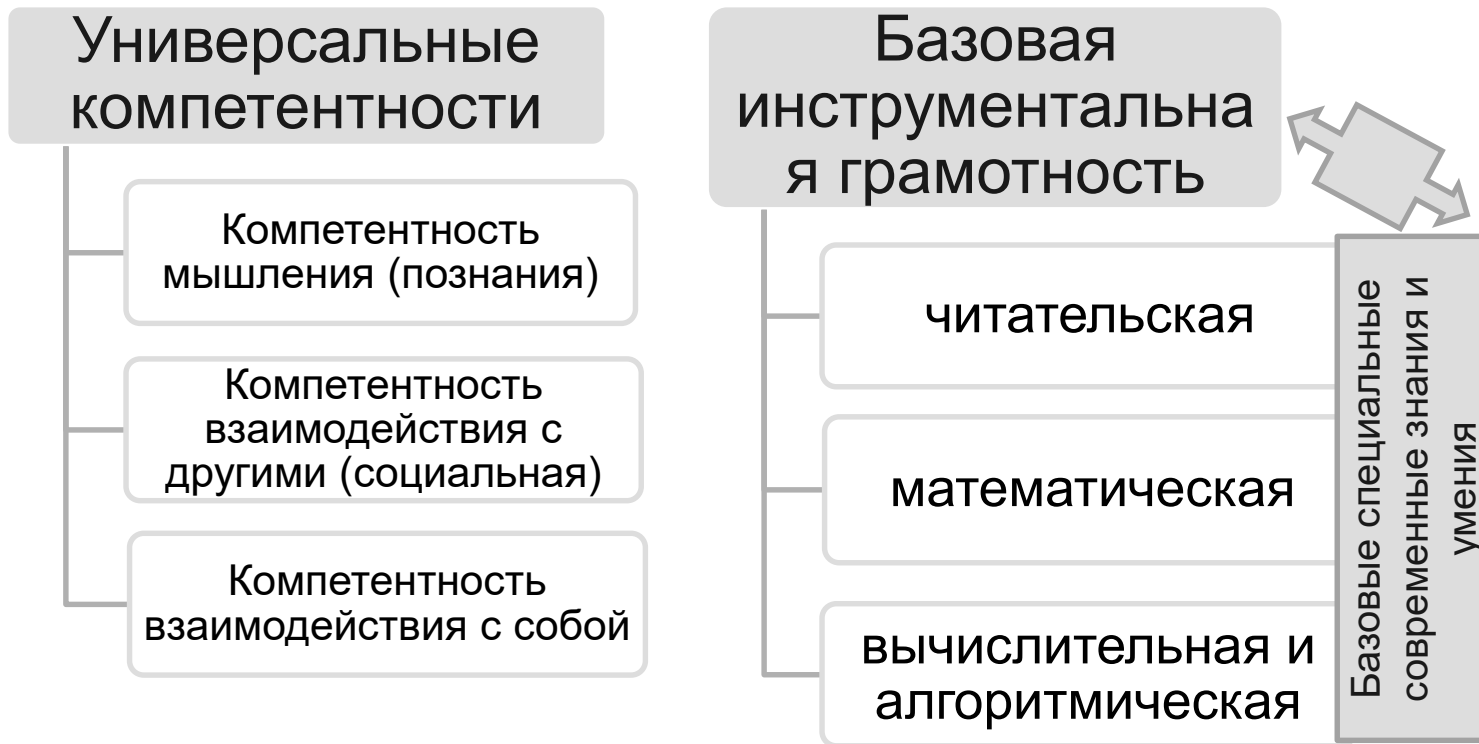 Универсальные
компетентности
Компетентность
мышления (познания)
Компетентность
взаимодействия с
другими (социальная)
Компетентность
взаимодействия с собой
Базовая
инструментальна
я грамотность
читательская
математическая
вычислительная и
алгоритмическая
Базовые специальные
современные знания и
умения